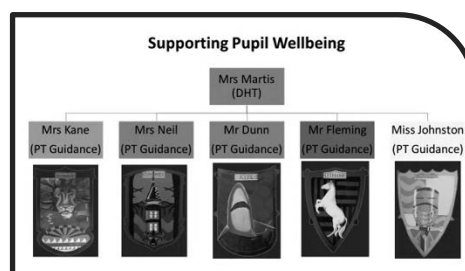 Supporting Pupil Wellbeing
Mrs Martis
(DHT)
Mrs Kane
(PT Guidance)
Mrs Neil
(PT Guidance)
Mr Dunn
(PT Guidance)
Mr Fleming
(PT Guidance)
Miss Johnston
(PT Guidance)